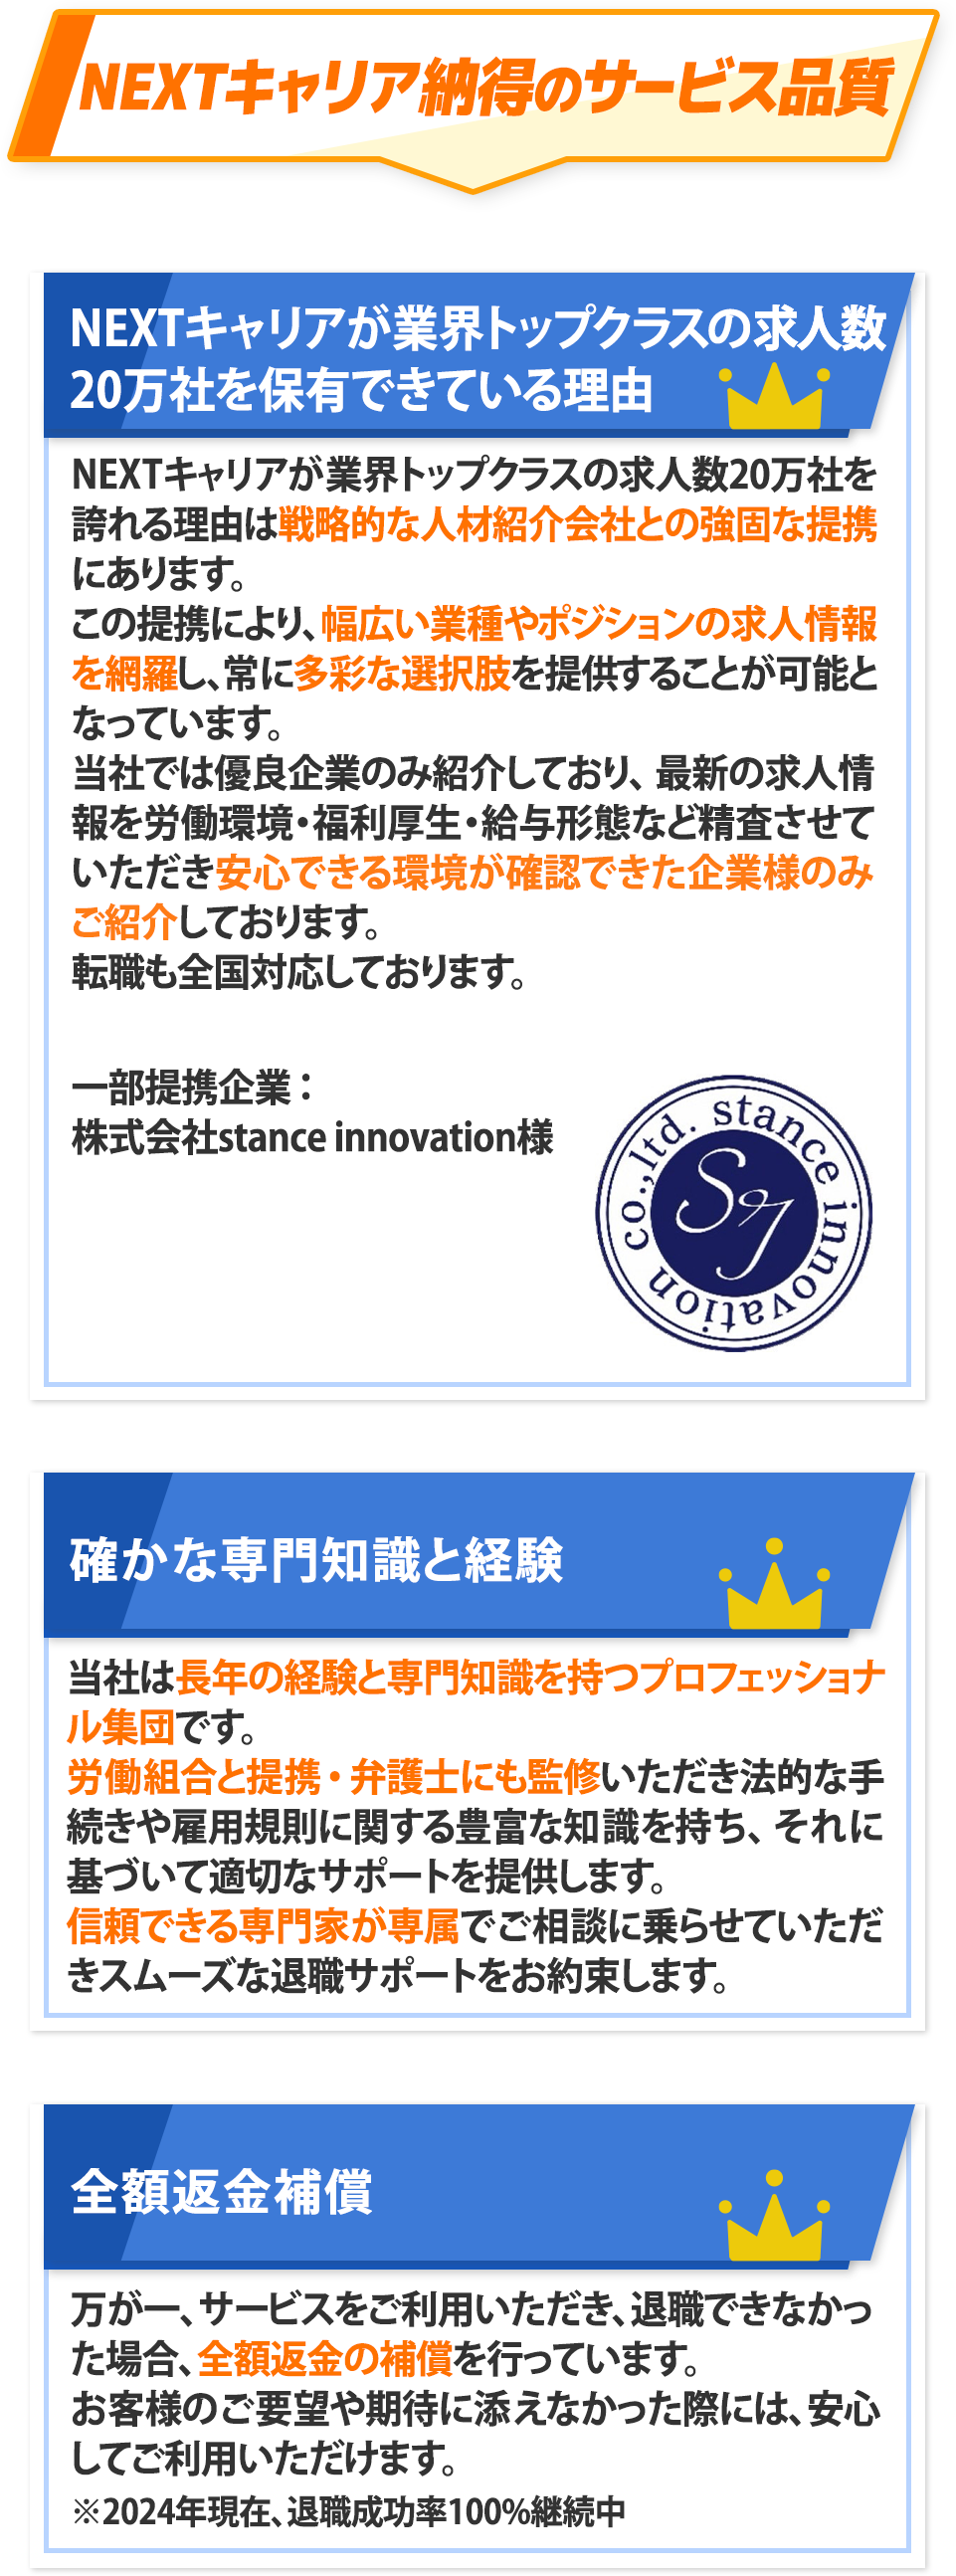 NEXTキャリア納得のサービス品質
NEXTキャリアが業界トップクラスの求人数
20万社を保有できている理由
NEXTキャリアが業界トップクラスの求人数20万社を
誇れる理由は戦略的な人材紹介会社との強固な提携
にあります。
この提携により、幅広い業種やポジションの求人情報
を網羅し、常に多彩な選択肢を提供することが可能と
なっています。
当社では優良企業のみ紹介しており、最新の求人情
報を労働環境・福利厚生・給与形態など精査させて
いただき安心できる環境が確認できた企業様のみ
ご紹介しております。
転職も全国対応しております。
一部提携企業：
株式会社stance innovation様
co.,ltd. stance innovation
SJ
確かな専門知識と経験
当社は長年の経験と専門知識を持つプロフェッショナ
ル集団です。
労働組合と提携・弁護士にも監修いただき法的な手
続きや雇用規則に関する豊富な知識を持ち、それに
基づいて適切なサポートを提供します。
信頼できる専門家が専属でご相談に乗らせていただ
きスムーズな退職サポートをお約束します。
全額返金補償
万が一、サービスをご利用いただき、退職できなかっ
た場合、全額返金の補償を行っています。
お客様のご要望や期待に添えなかった際には、安心
してご利用いただけます。
※2024年現在、退職成功率100%継続中